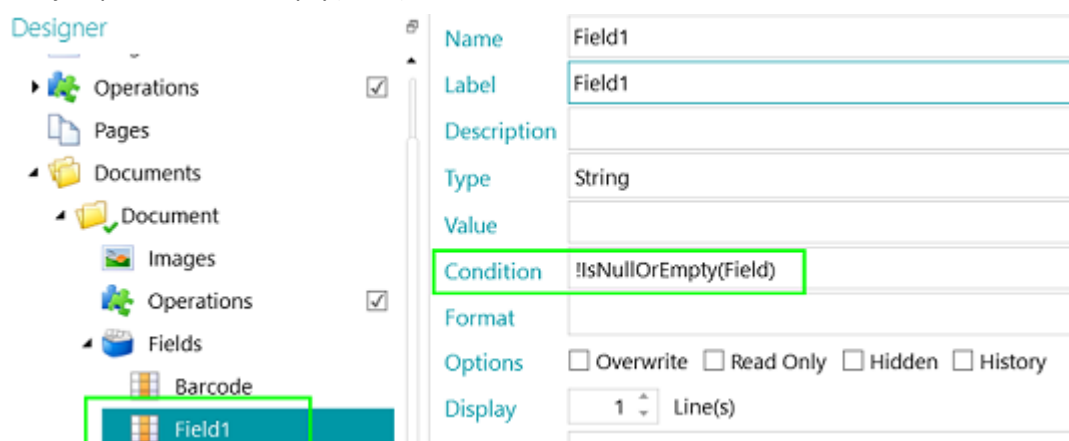 Designer
Operations
Pages
Documents
Document
Images
Operations
Fields
Barcode
Field1
Name Field1
Label Field1
Description
Type String
Value
Condition !IsNullOrEmpty(Field)
Format
Options Overwrite Read Only Hidden History
Display 1 Line(s)